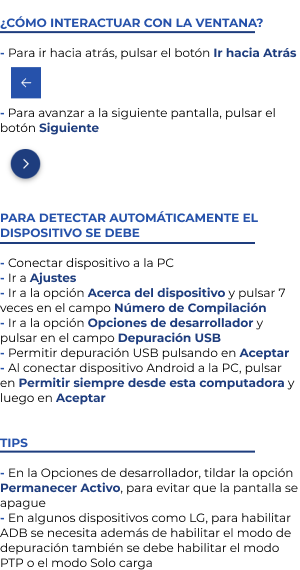 ¿CÓMO INTERACTUAR CON LA VENTANA?
- Para ir hacia atrás, pulsar el botón Ir hacia Atrás
- Para avanzar a la siguiente pantalla, pulsar el
botón Siguiente
PARA DETECTAR AUTOMÁTICAMENTE EL
DISPOSITIVO SE DEBE
- Conectar dispositivo a la PC
- Ir a Ajustes
- Ir a la opción Acerca del dispositivo y pulsar 7
veces en el campo Número de Compilación
- Ir a la opción Opciones de desarrollador y
pulsar en el campo Depuración USB
- Permitir depuración USB pulsando en Aceptar
- Al conectar dispositivo Android a la PC, pulsar
en Permitir siempre desde esta computadora y
luego en Aceptar
TIPS
- En la Opciones de desarrollador, tildar la opción
Permanecer Activo, para evitar que la pantalla se
apague
- En algunos dispositivos como LG, para habilitar
ADB se necesita además de habilitar el modo de
depuración también se debe habilitar el modo
PTP o el modo Solo carga